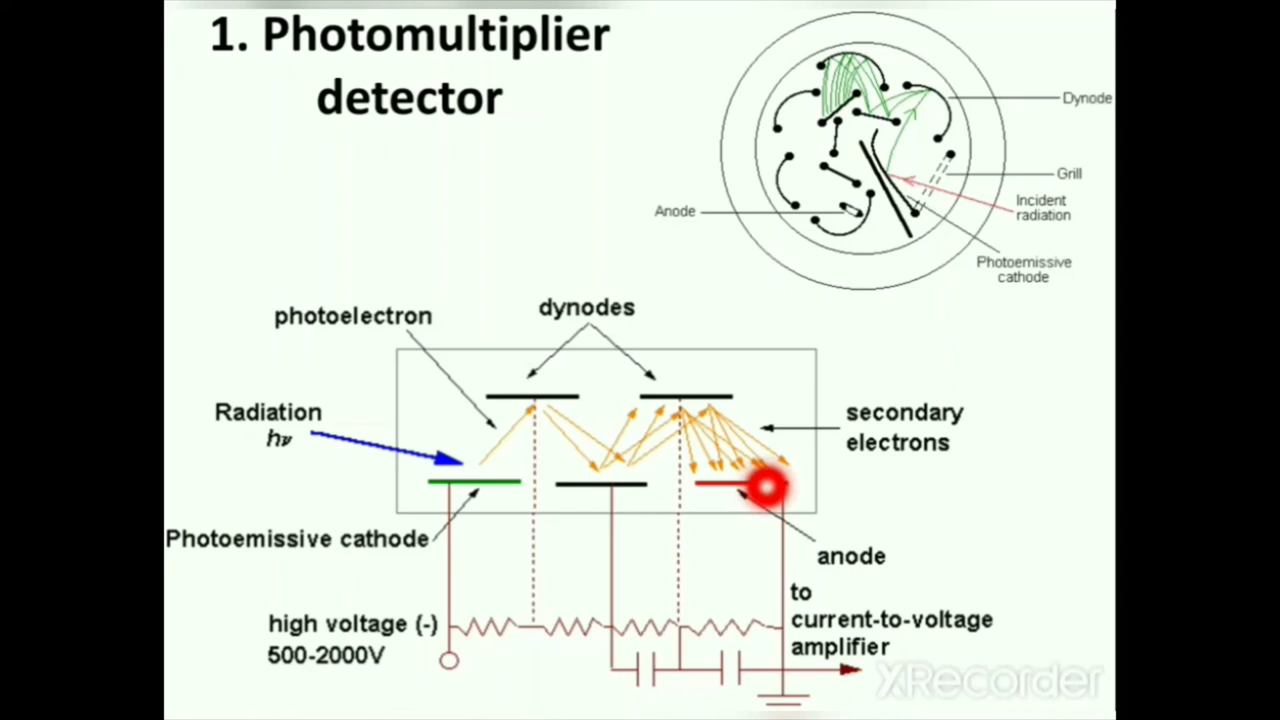 1. Photomultiplier
detector
Dynode
Grill
Incident
radiation
Anode
Photoemissive
cathode
photoelectron
dynodes
Radiation
hν
secondary
electrons
Photoemissive cathode
anode
to
current-to-voltage
amplifier
high voltage (-)
500-2000V
XRecorder